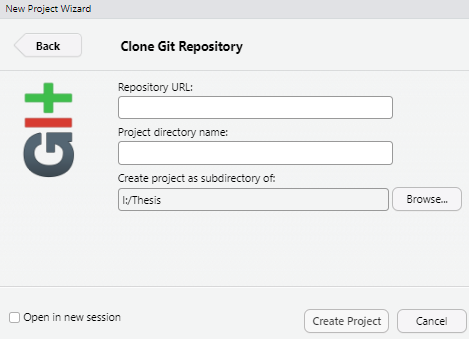 New Project Wizard
Back
Clone Git Repository
GIt
Repository URL:
Project directory name:
Create project as subdirectory of:
I:/Thesis
Browse...
Open in new session
Create Project
Cancel